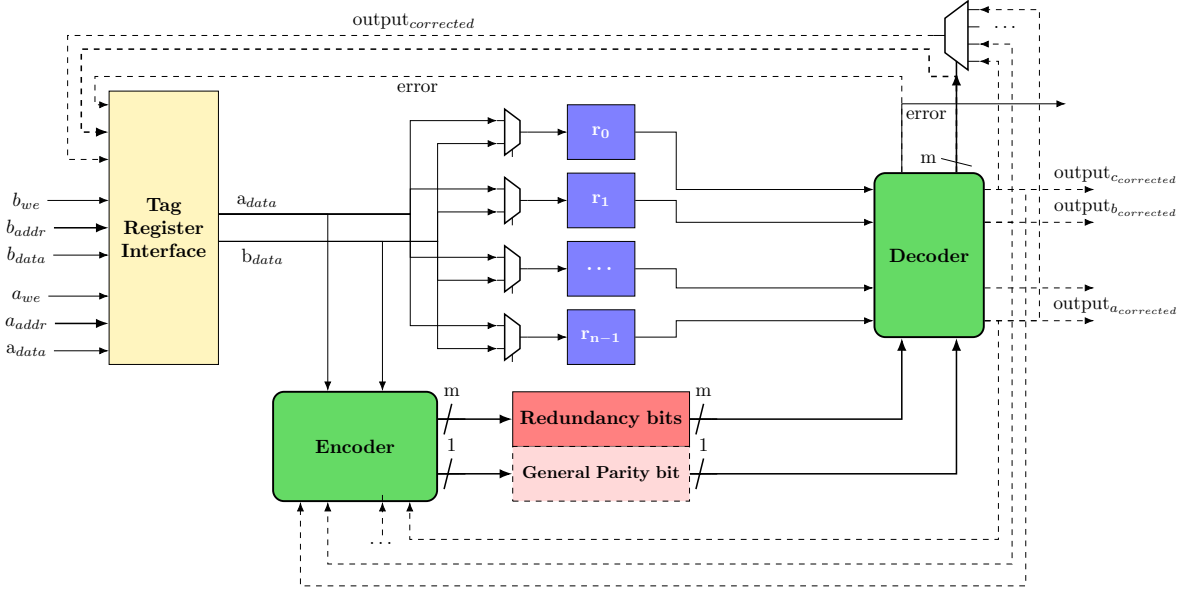 output_corrected
· · ·
error
error
r_0
m
b_we
b_addr
b_data
a_we
a_addr
a_data
Tag
Register
Interface
a_data
b_data
r_1
· · ·
r_n−1
Decoder
output_c_corrected
output_b_corrected
output_a_corrected
Encoder
m
1
Redundancy bits
General Parity bit
m
1
· · ·